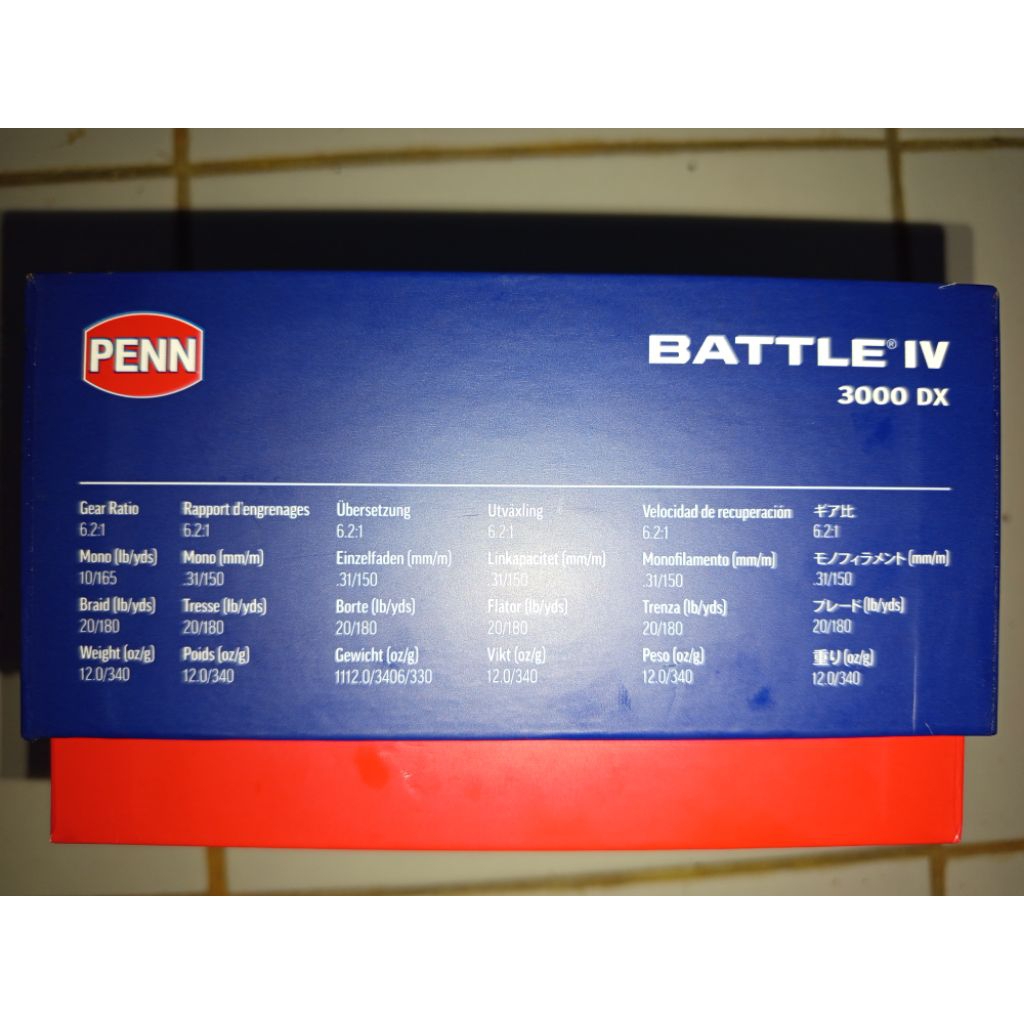 PENN
BATTLE® IV
3000 DX
Gear Ratio Rapport d'engrenages Übersetzung Utväxling Velocidad de recuperación ギア比
6.2:1 6.2:1 6.2:1 6.2:1 6.2:1 6.2:1
Mono (lb/yds) Mono (mm/m) Einzelfaden (mm/m) Linkapacitet (mm/m) Monofilamento (mm/m) モノフィラメント (mm/m)
10/165 .31/150 .31/150 .31/150 .31/150 .31/150
Braid (lb/yds) Tresse (lb/yds) Borte (lb/yds) Flätor (lb/yds) Trenza (lb/yds) ブレード (lb/yds)
20/180 20/180 20/180 20/180 20/180 20/180
Weight (oz/g) Poids (oz/g) Gewicht (oz/g) Vikt (oz/g) Peso (oz/g) 重り (oz/g)
12.0/340 12.0/340 1112.0/3406/330 12.0/340 12.0/340 12.0/340